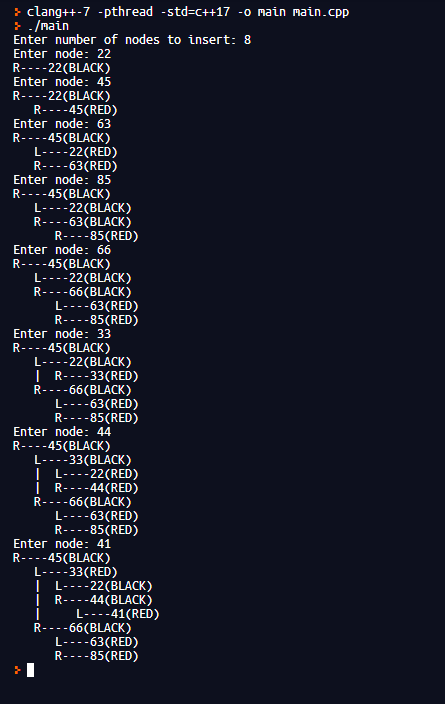 > clang++-7 -pthread -std=c++17 -o main main.cpp
> ./main
Enter number of nodes to insert: 8
Enter node: 22
R----22(BLACK)
Enter node: 45
R----22(BLACK)
   R----45(RED)
Enter node: 63
R----45(BLACK)
   L----22(RED)
   R----63(RED)
Enter node: 85
R----45(BLACK)
   L----22(BLACK)
   R----63(BLACK)
      R----85(RED)
Enter node: 66
R----45(BLACK)
   L----22(BLACK)
   R----66(BLACK)
      L----63(RED)
      R----85(RED)
Enter node: 33
R----45(BLACK)
   L----22(BLACK)
   |  R----33(RED)
   R----66(BLACK)
      L----63(RED)
      R----85(RED)
Enter node: 44
R----45(BLACK)
   L----33(BLACK)
   |  L----22(RED)
   |  R----44(RED)
   R----66(BLACK)
      L----63(RED)
      R----85(RED)
Enter node: 41
R----45(BLACK)
   L----33(RED)
   |  L----22(BLACK)
   |  R----44(BLACK)
   |     L----41(RED)
   R----66(BLACK)
      L----63(RED)
      R----85(RED)
>